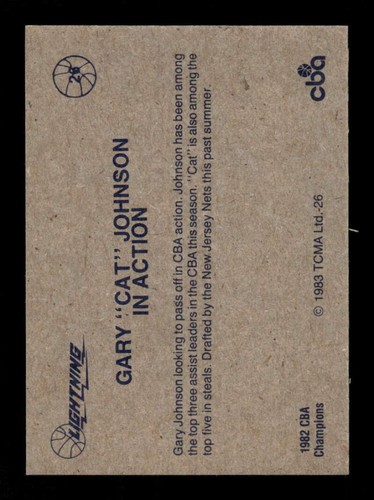 LIGHTNING
26
GARY "CAT" JOHNSON
IN ACTION
Gary Johnson looking to pass off in CBA action. Johnson has been among
the top three assist leaders in the CBA this season. "Cat" is also among the
top five in steals. Drafted by the New Jersey Nets this past summer.
1982 CBA
Champions
© 1983 TCMA Ltd.-26
cba